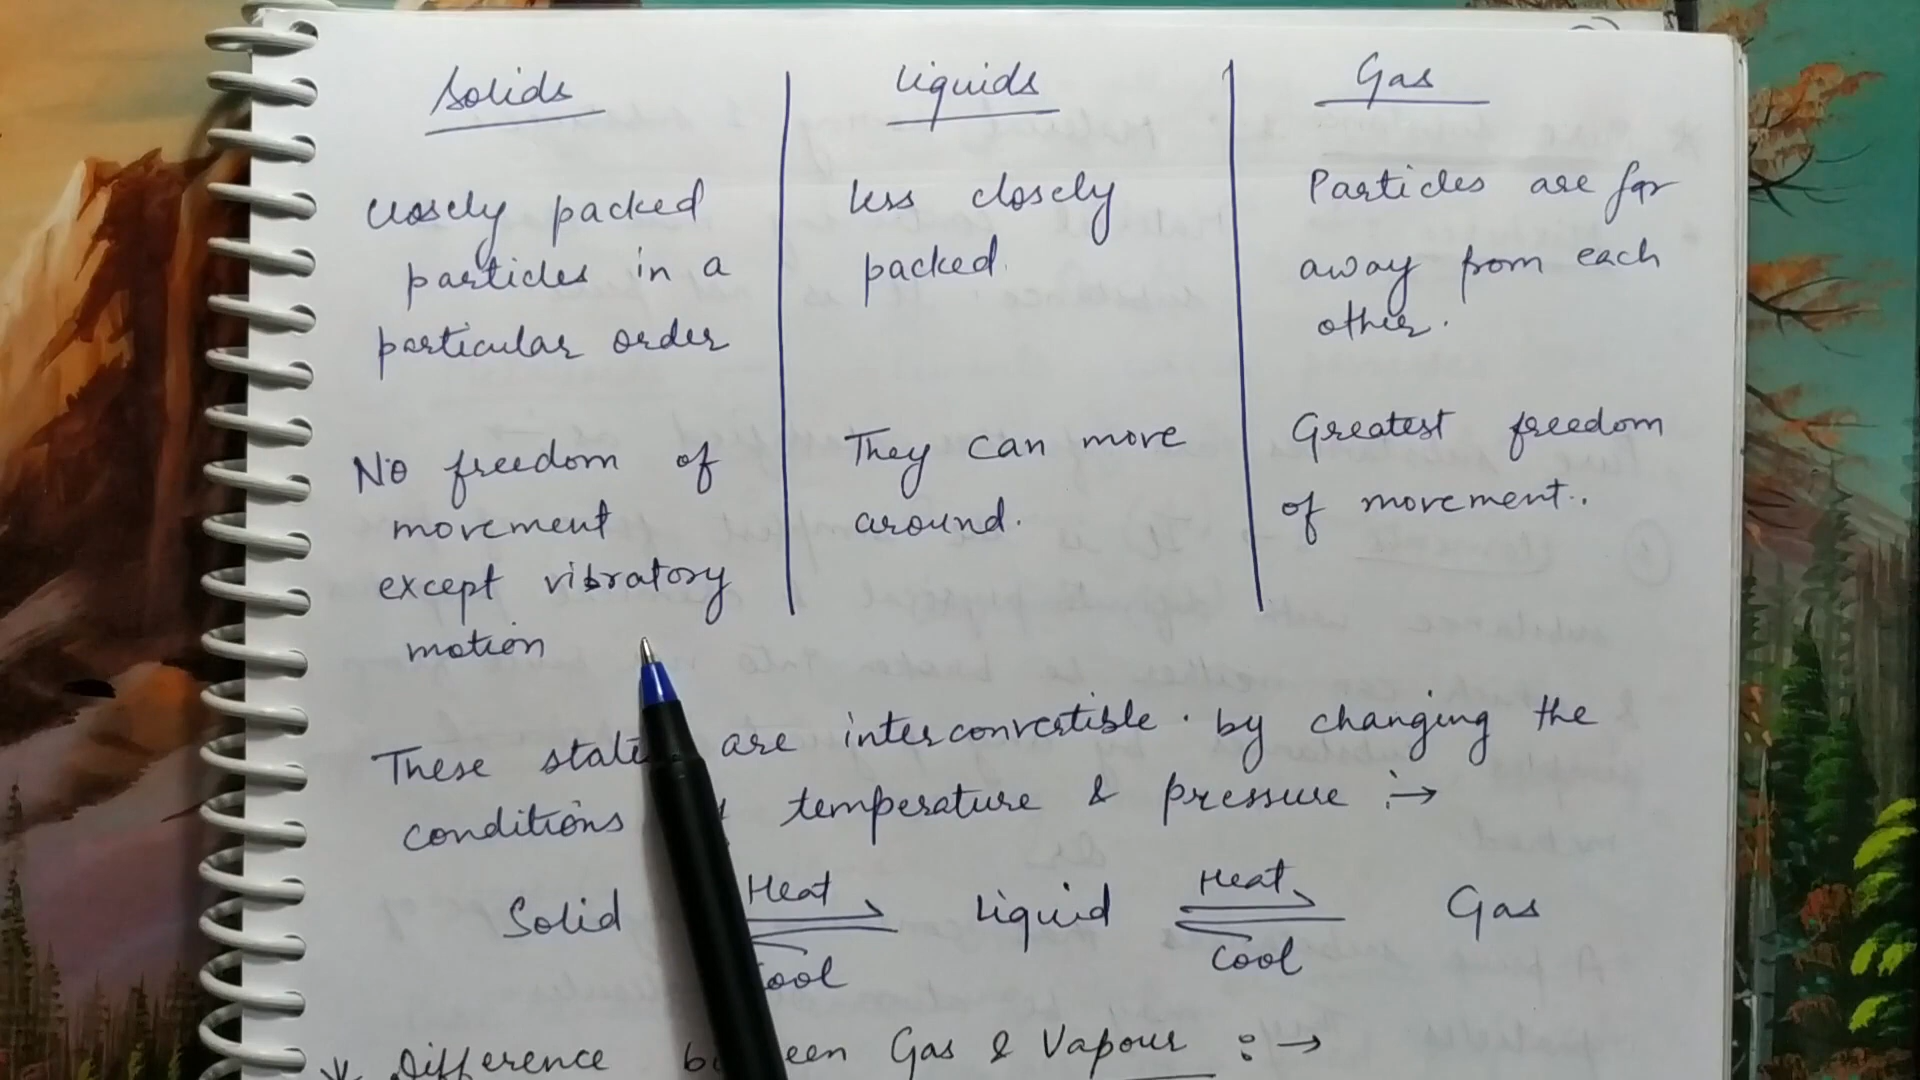 Solids
Closely packed
particles in a
particular order
No freedom of
movement
except vibratory
motion
Liquids
less closely
packed.
They can move
around.
Gas
Particles are far
away from each
other.
Greatest freedom
of movement..
These are interconvertible. by changing the
conditions temperature & pressure :→
Solid Heat Liquid Heat Gas
Cool
* Difference Gas & Vapour :→